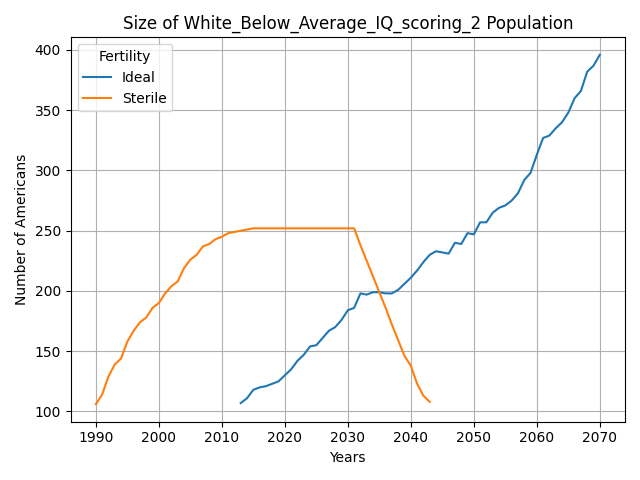 Size of White_Below_Average_IQ_scoring_2 Population
Fertility
Ideal
Sterile
Number of Americans
400
350
300
250
200
150
100
1990 2000 2010 2020 2030 2040 2050 2060 2070
Years